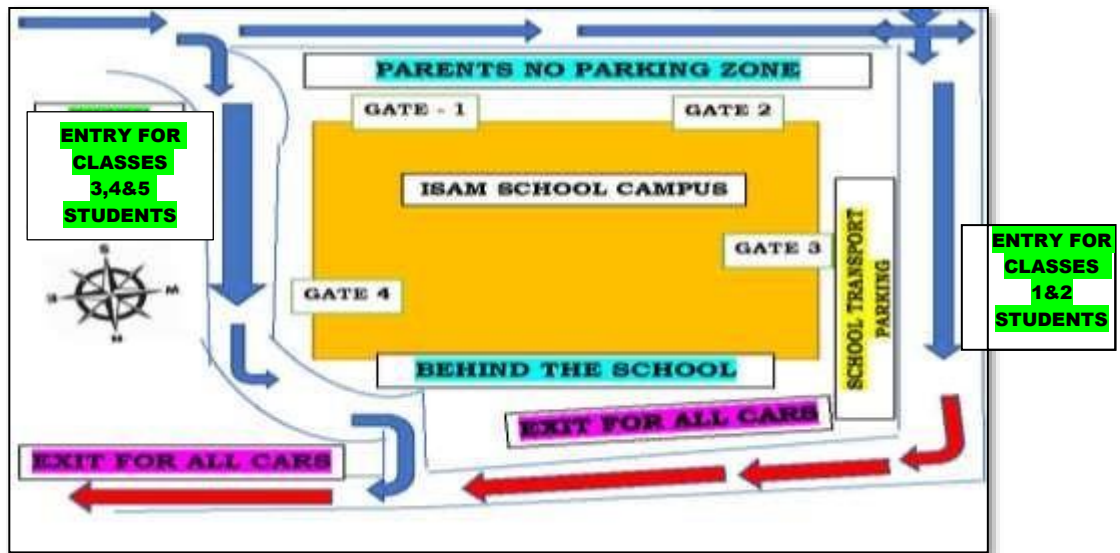 PARENTS NO PARKING ZONE
GATE - 1
GATE 2
ENTRY FOR
CLASSES
3,4&5
STUDENTS
ISAM SCHOOL CAMPUS
S
W
E
N
GATE 3
GATE 4
SCHOOL TRANSPORT
PARKING
ENTRY FOR
CLASSES
1&2
STUDENTS
BEHIND THE SCHOOL
EXIT FOR ALL CARS
EXIT FOR ALL CARS